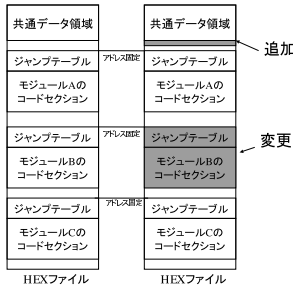 共通データ領域
共通データ領域
追加
ジャンプテーブル
アドレス固定
ジャンプテーブル
モジュールAの
コードセクション
モジュールAの
コードセクション
変更
ジャンプテーブル
アドレス固定
ジャンプテーブル
モジュールBの
コードセクション
モジュールBの
コードセクション
ジャンプテーブル
アドレス固定
ジャンプテーブル
モジュールCの
コードセクション
モジュールCの
コードセクション
HEXファイル
HEXファイル